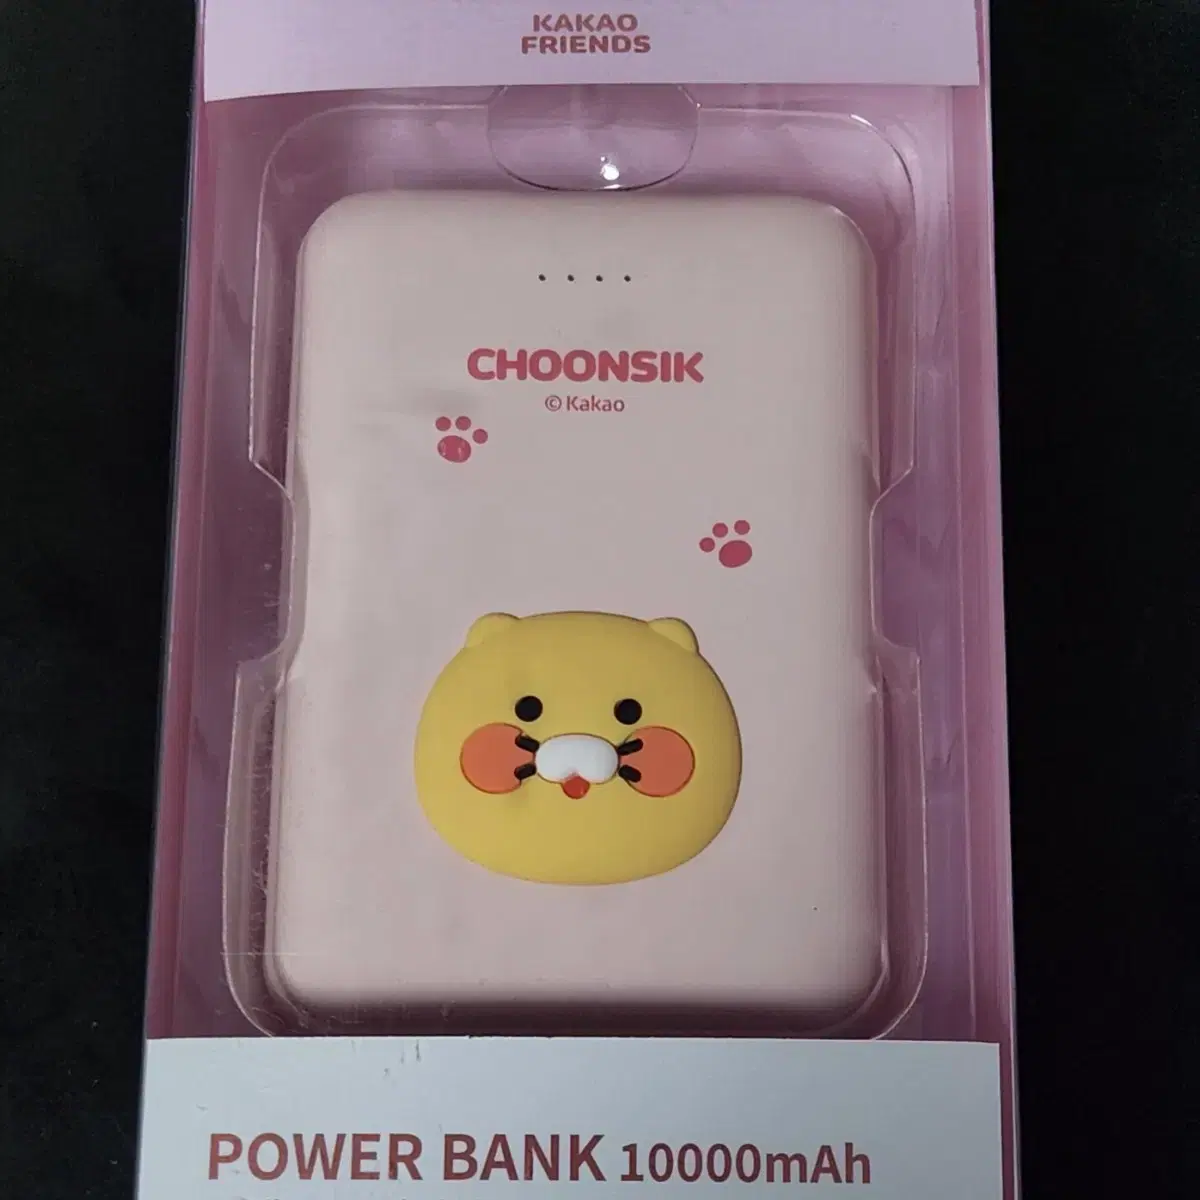 KAKAO
FRIENDS
CHOONSIK
© Kakao
POWER BANK 10000mAh